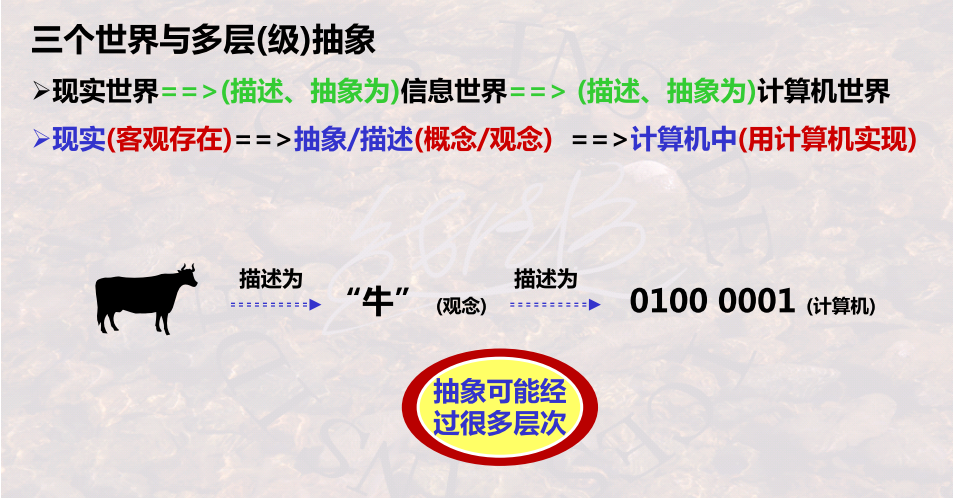 三个世界与多层(级)抽象
➢现实世界==>(描述、抽象为)信息世界==> (描述、抽象为)计算机世界
➢现实(客观存在)==>抽象/描述(概念/观念) ==>计算机中(用计算机实现)
描述为 描述为
“牛” (观念) 0100 0001 (计算机)
抽象可能经
过很多层次